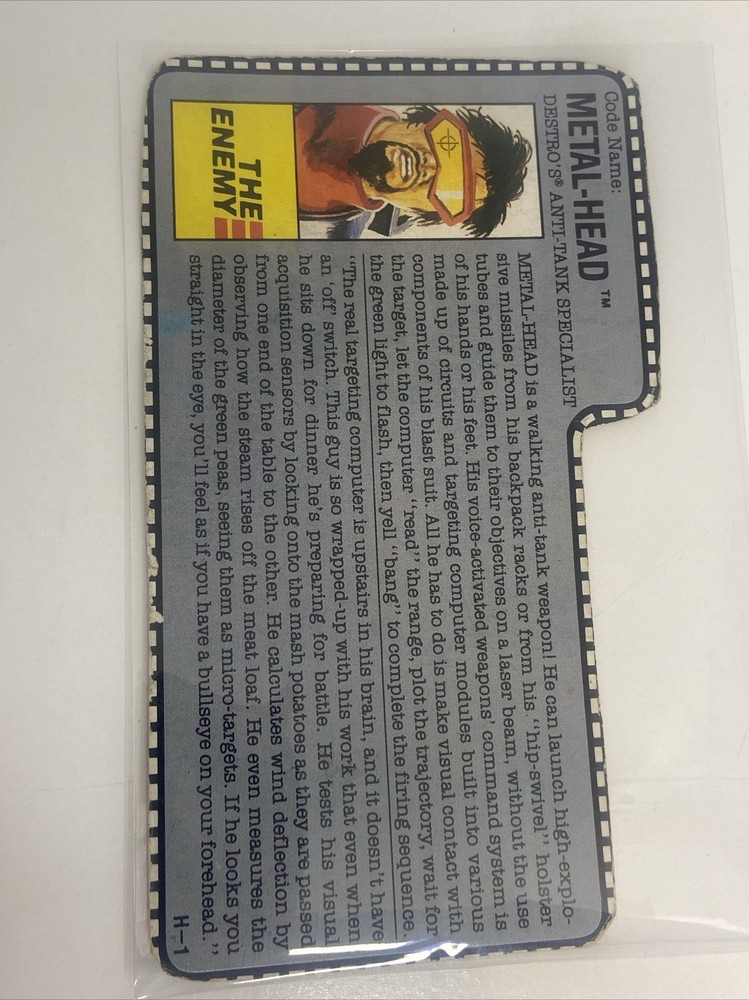 Code Name:
METAL-HEAD ™
DESTRO'S® ANTI-TANK SPECIALIST
THE
ENEMY
METAL-HEAD is a walking anti-tank weapon! He can launch high-explo-
sive missiles from his backpack racks or from his "hip-swivel" holster
tubes and guide them to their objectives on a laser beam, without the use
of his hands or his feet. His voice-activated weapons' command system is
made up of circuits and targeting computer modules built into various
components of his blast suit. All he has to do is make visual contact with
the target, let the computer "read" the range, plot the trajectory, wait for
the green light to flash, then yell "bang" to complete the firing sequence.
"The real targeting computer is upstairs in his brain, and it doesn't have
an 'off' switch. This guy is so wrapped-up with his work that even when
he sits down for dinner he's preparing for battle. He tests his visual
acquisition sensors by locking onto the mash potatoes as they are passed
from one end of the table to the other. He calculates wind deflection by
observing how the steam rises off the meat loaf. He even measures the
diameter of the green peas, seeing them as micro-targets. If he looks you
straight in the eye, you'll feel as if you have a bullseye on your forehead."
H-1